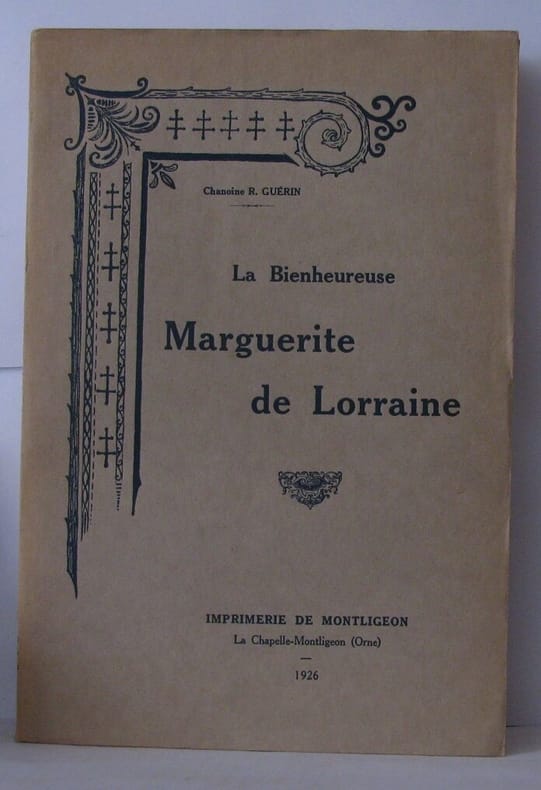 Chanoine R. GUÉRIN
La Bienheureuse
Marguerite
de Lorraine
IMPRIMERIE DE MONTLIGEON
La Chapelle-Montligeon (Orne)
1926